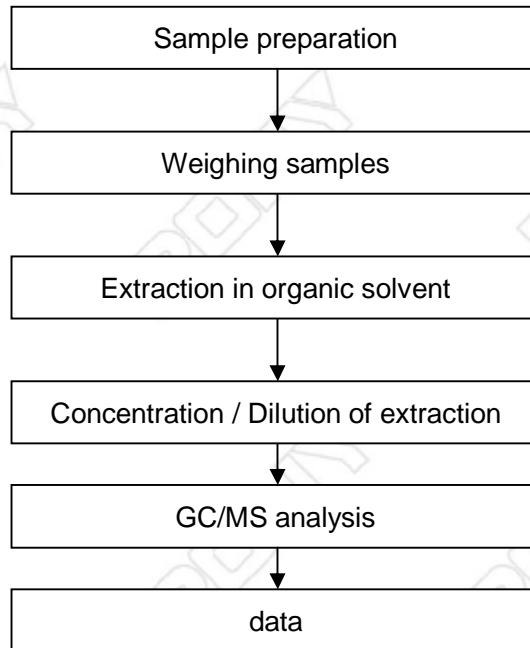 Sample preparation
Weighing samples
Extraction in organic solvent
Concentration / Dilution of extraction
GC/MS analysis
data